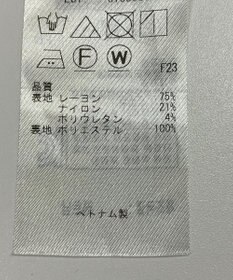 F
W
F23
品質
表地 レーヨン 75%
ナイロン 21%
ポリウレタン 4%
裏地 ポリエステル 100%
ベトナム製